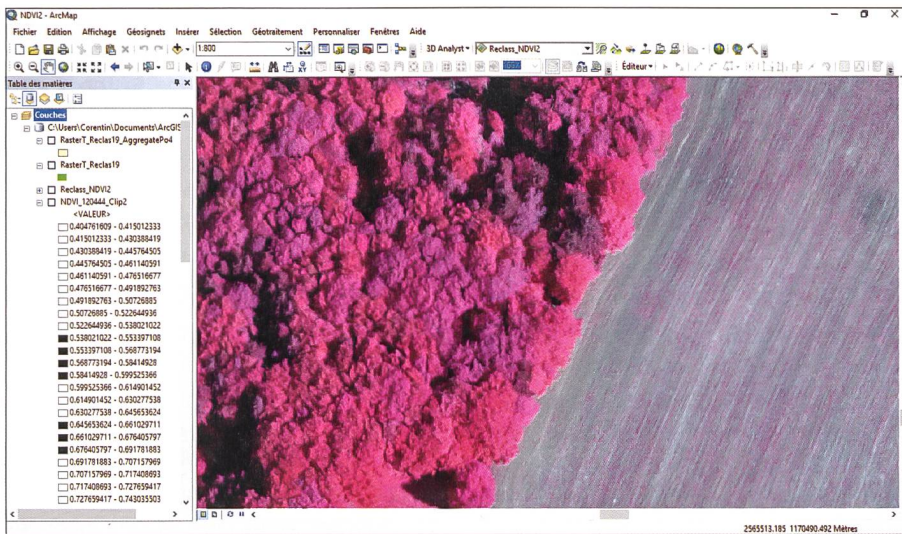 NDVI2 - ArcMap
Fichier Edition Affichage Géosignets Insérer Sélection Géotraitement Personnaliser Fenêtres Aide
1:800
3D Analyst
Reclass_NDVI2
Éditeur
Table des matières
Couches
C:\Users\Corentin\Documents\ArcGIS
RasterT_Reclas19_AggregatePo4
RasterT_Reclas19
Reclass_NDVI2
NDVI_120444_Clip2
<VALEUR>
0.404761609 - 0.415012333
0.415012333 - 0.430388419
0.430388419 - 0.445764505
0.445764505 - 0.461140591
0.461140591 - 0.476516677
0.476516677 - 0.491892763
0.491892763 - 0.50726885
0.50726885 - 0.522644936
0.522644936 - 0.538021022
0.538021022 - 0.553397108
0.553397108 - 0.568773194
0.568773194 - 0.58414928
0.58414928 - 0.599525366
0.599525366 - 0.614901452
0.614901452 - 0.630277538
0.630277538 - 0.645653624
0.645653624 - 0.661029711
0.661029711 - 0.676405797
0.676405797 - 0.691781883
0.691781883 - 0.707157969
0.707157969 - 0.717408693
0.717408693 - 0.727659417
0.727659417 - 0.743035503
2565513.185 1170490.492 Mètres